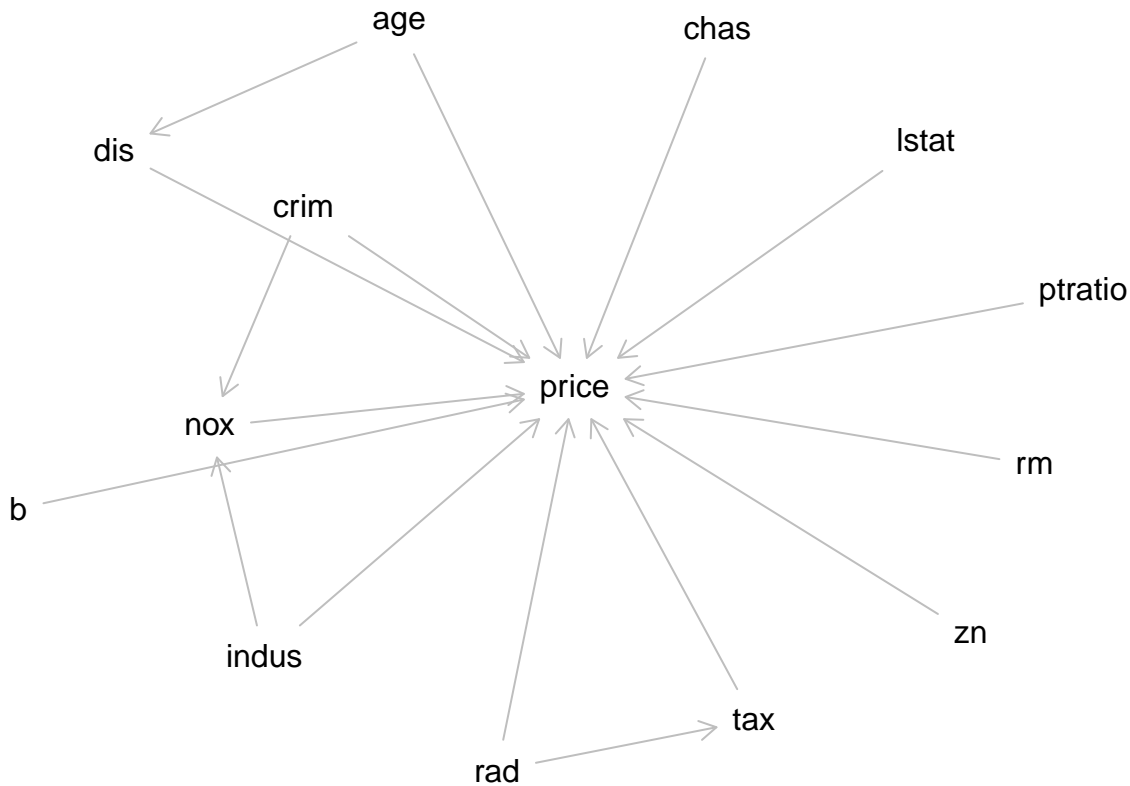 age
chas
dis
lstat
crim
ptratio
price
nox
rm
b
zn
indus
tax
rad